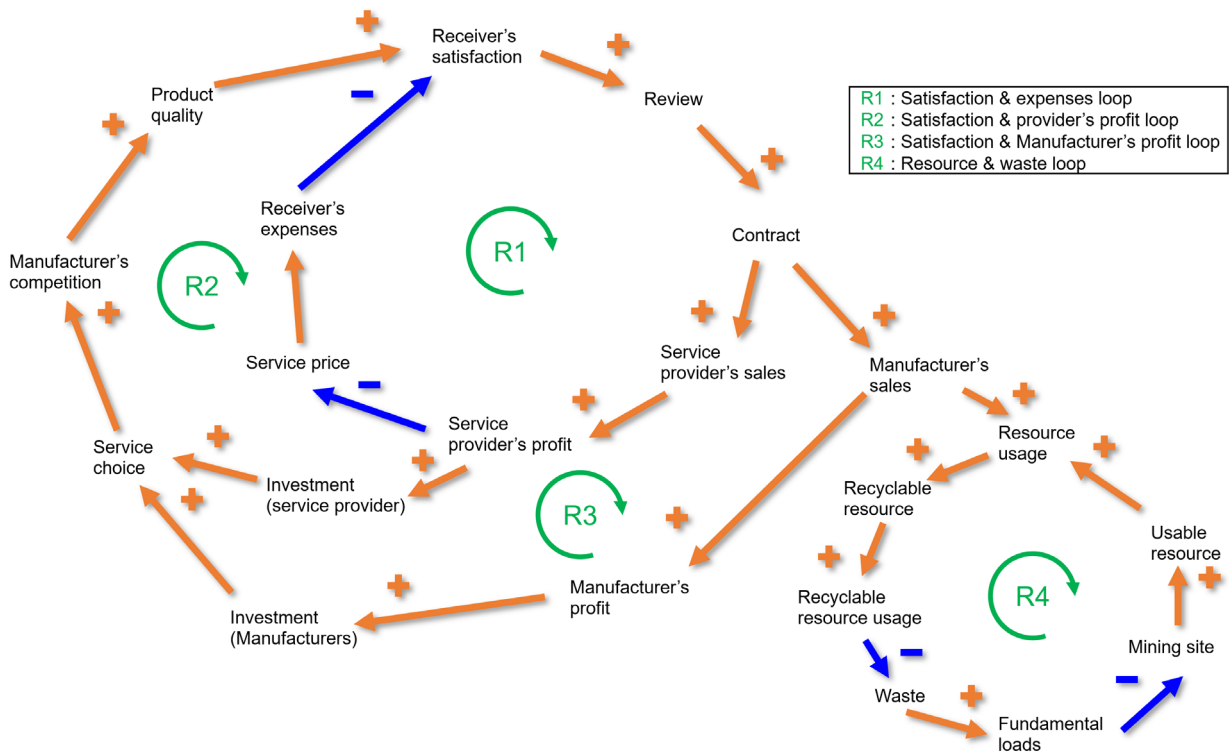 Receiver's
satisfaction
Product
quality
Review
R1 : Satisfaction & expenses loop
R2 : Satisfaction & provider's profit loop
R3 : Satisfaction & Manufacturer's profit loop
R4 : Resource & waste loop
Receiver's
expenses
Contract
Manufacturer's
competition
R1
R2
Service price
Service
provider's sales
Manufacturer's
sales
Service
choice
Service
provider's profit
Resource
usage
Investment
(service provider)
Recyclable
resource
R3
Usable
resource
Manufacturer's
profit
Investment
(Manufacturers)
Recyclable
resource usage
R4
Mining site
Waste
Fundamental
loads